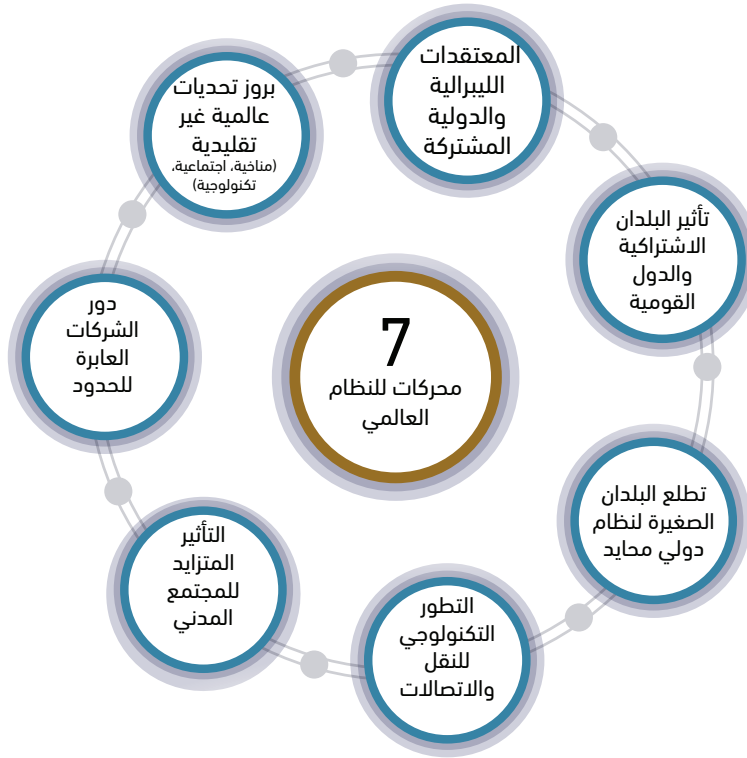 7
محركات للنظام
العالمي
المعتقدات
الليبرالية
والدولية
المشتركة
تأثير البلدان
الاشتراكية
والدول
القومية
تطلع البلدان
الصغيرة لنظام
دولي محايد
التطور
التكنولوجي
للنقل
والاتصالات
التأثير
المتزايد
للمجتمع
المدني
دور
الشركات
العابرة
للحدود
بروز تحديات
عالمية غير
تقليدية
(مناخية، اجتماعية،
تكنولوجية)